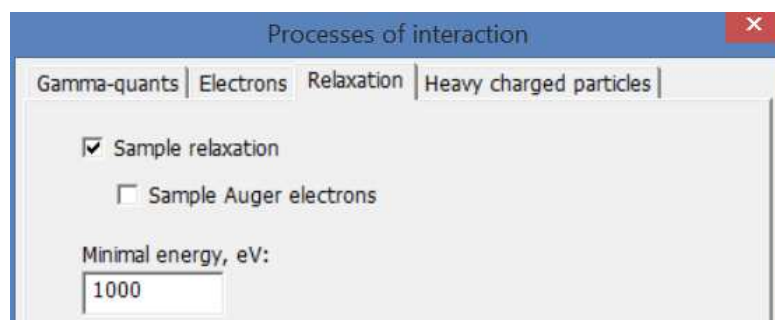 Processes of interaction
Gamma-quants Electrons Relaxation Heavy charged particles
Sample relaxation
Sample Auger electrons
Minimal energy, eV:
1000